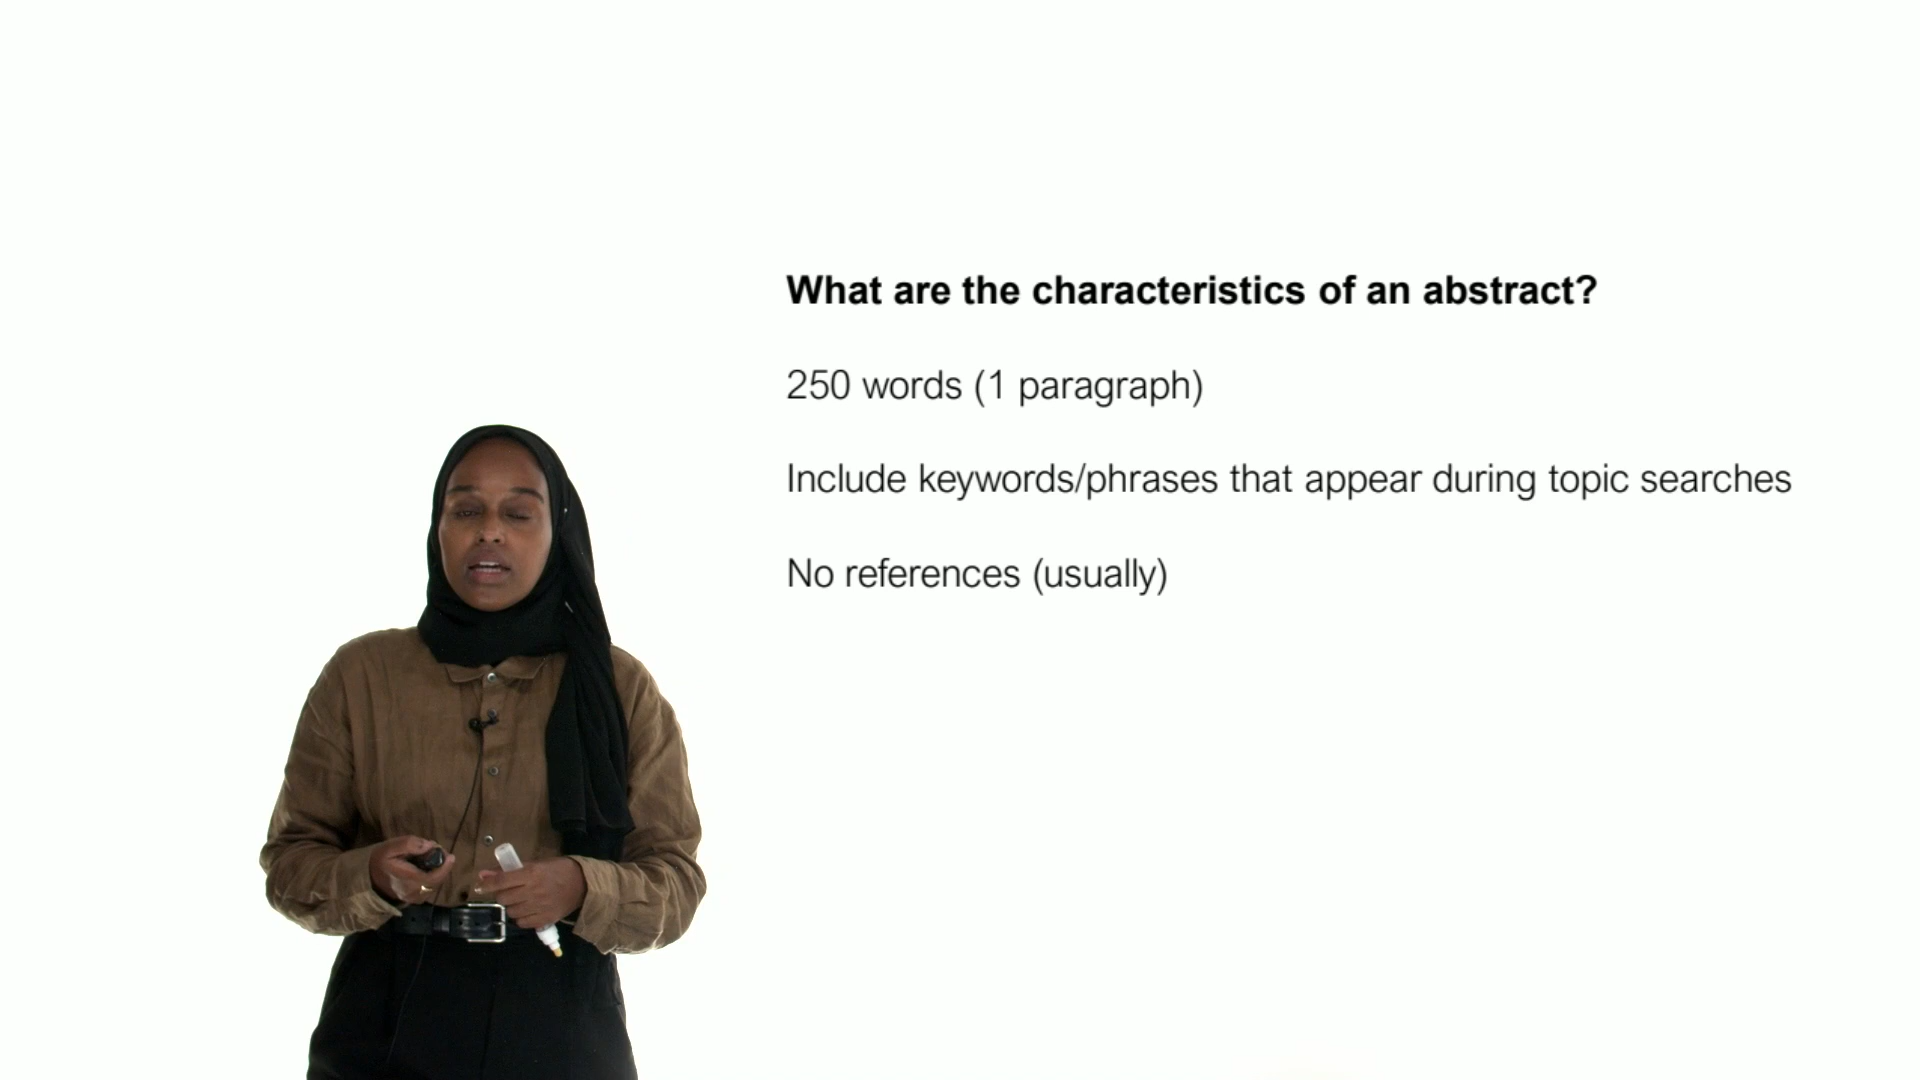 What are the characteristics of an abstract?
250 words (1 paragraph)
Include keywords/phrases that appear during topic searches
No references (usually)